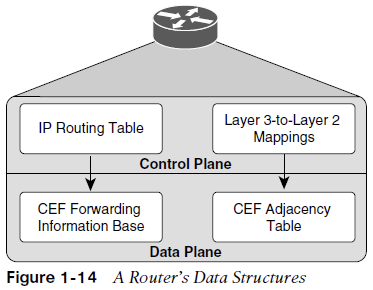 IP Routing Table
Layer 3-to-Layer 2
Mappings
Control Plane
CEF Forwarding
Information Base
CEF Adjacency
Table
Data Plane
Figure 1-14 A Router's Data Structures